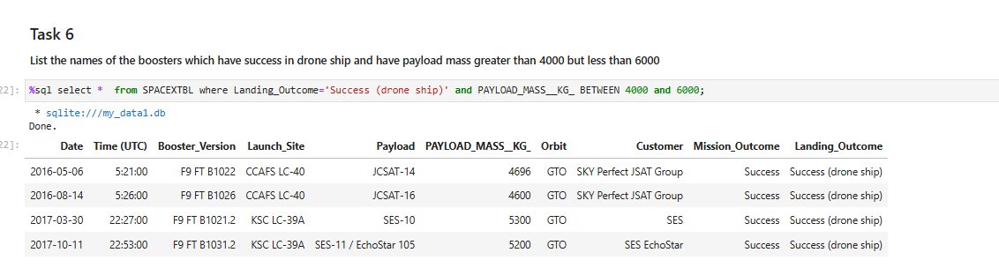 Task 6
List the names of the boosters which have success in drone ship and have payload mass greater than 4000 but less than 6000
22]: %sql select *  from SPACEXTBL where Landing_Outcome='Success (drone ship)' and PAYLOAD_MASS__KG_ BETWEEN 4000 and 6000;
* sqlite:///my_data1.db
Done.
22]: Date Time (UTC) Booster_Version Launch_Site Payload PAYLOAD_MASS__KG_ Orbit Customer Mission_Outcome Landing_Outcome
2016-05-06 5:21:00 F9 FT B1022 CCAFS LC-40 JCSAT-14 4696 GTO SKY Perfect JSAT Group Success Success (drone ship)
2016-08-14 5:26:00 F9 FT B1026 CCAFS LC-40 JCSAT-16 4600 GTO SKY Perfect JSAT Group Success Success (drone ship)
2017-03-30 22:27:00 F9 FT B1021.2 KSC LC-39A SES-10 5300 GTO SES Success Success (drone ship)
2017-10-11 22:53:00 F9 FT B1031.2 KSC LC-39A SES-11 / EchoStar 105 5200 GTO SES EchoStar Success Success (drone ship)